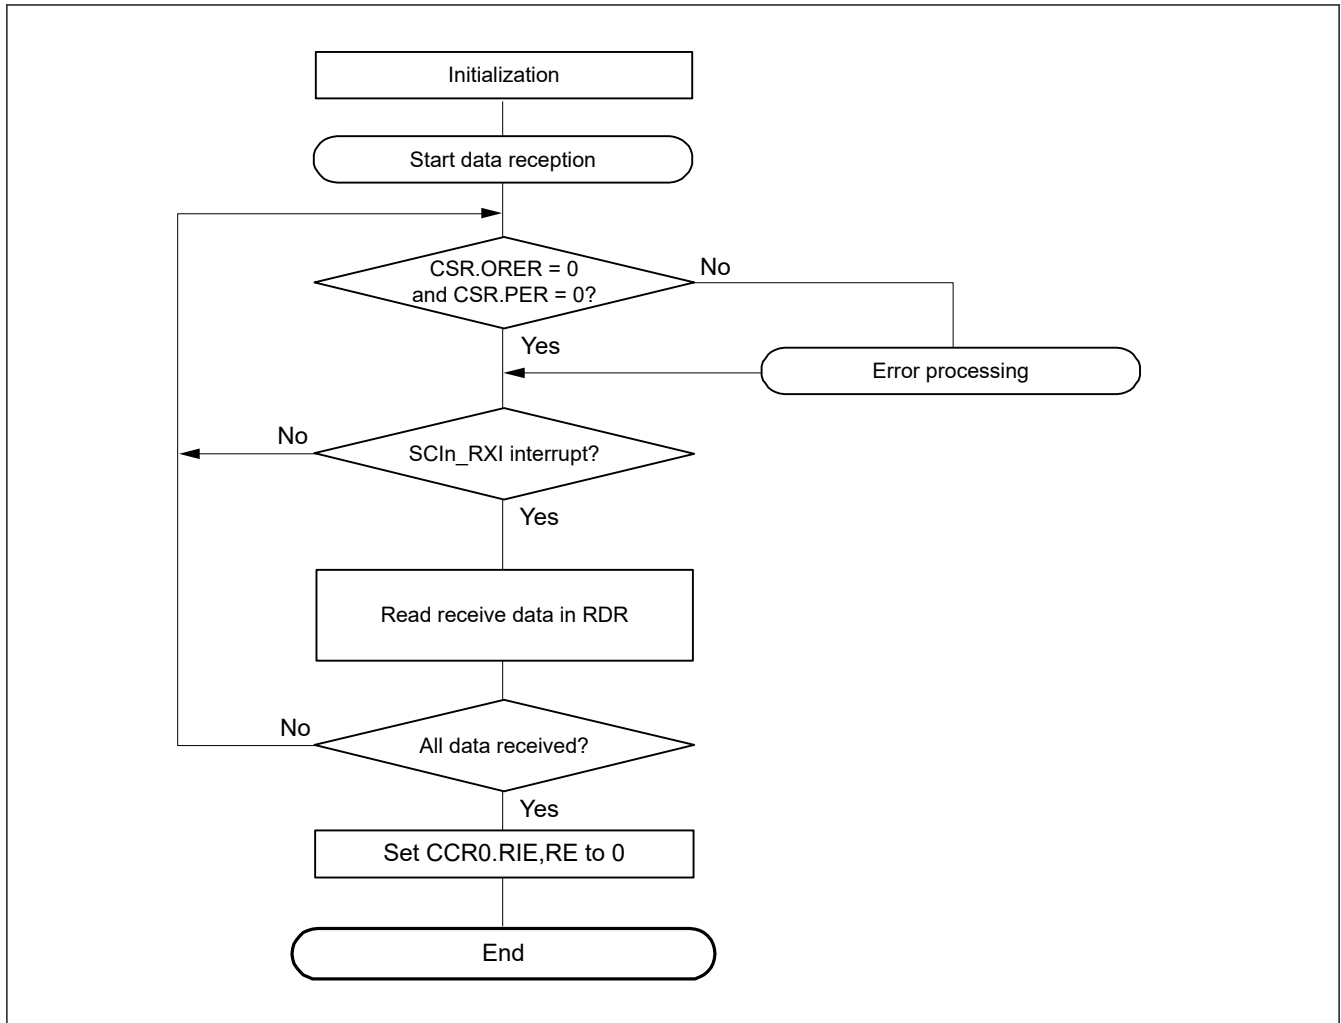 Initialization
Start data reception
CSR.ORER = 0
and CSR.PER = 0?
No
Yes
Error processing
No
SCIn_RXI interrupt?
Yes
Read receive data in RDR
No
All data received?
Yes
Set CCR0.RIE,RE to 0
End